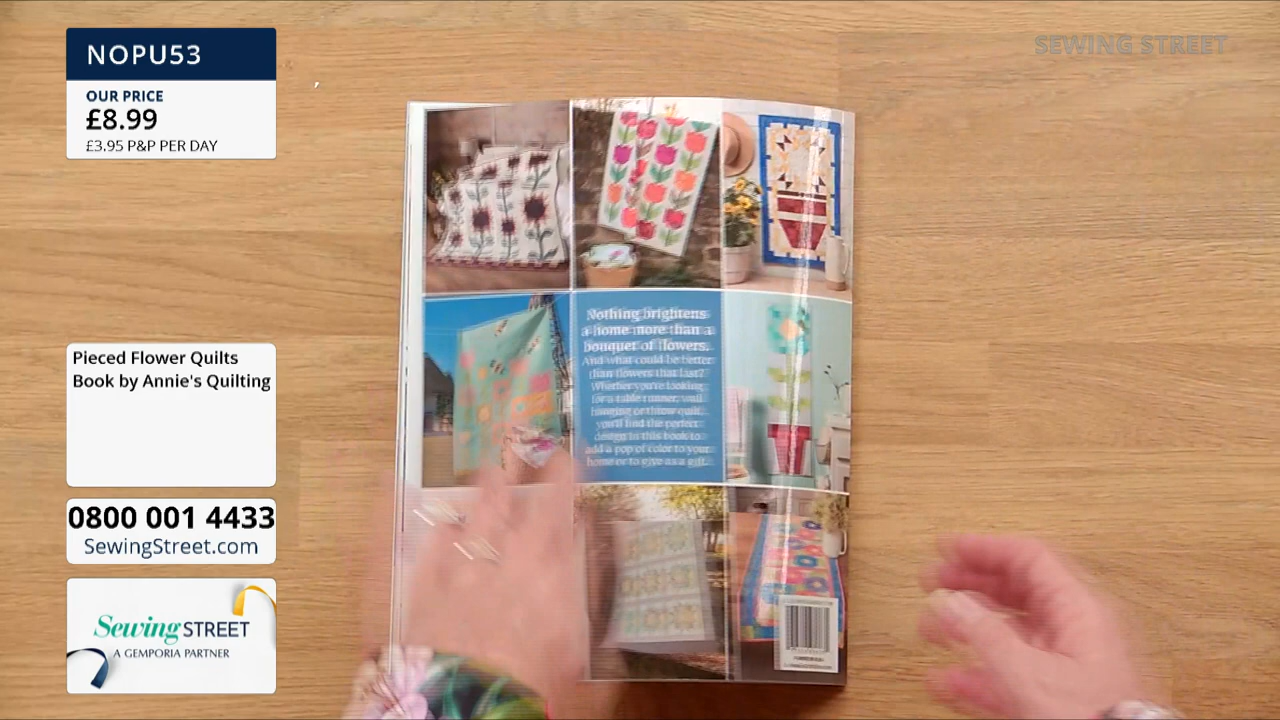 NOPU53
OUR PRICE
£8.99
£3.95 P&P PER DAY
SEWING STREET
Nothing brightens
a home more than a
bouquet of flowers.
And what could be better
than flowers that last?
Whether you're looking
for a table runner, wall
hanging or throw quilt,
you'll find the perfect
design in this book to
add a pop of color to your
home or to give as a gift.
Pieced Flower Quilts
Book by Annie's Quilting
0800 001 4433
SewingStreet.com
Sewing STREET
A GEMPORIA PARTNER